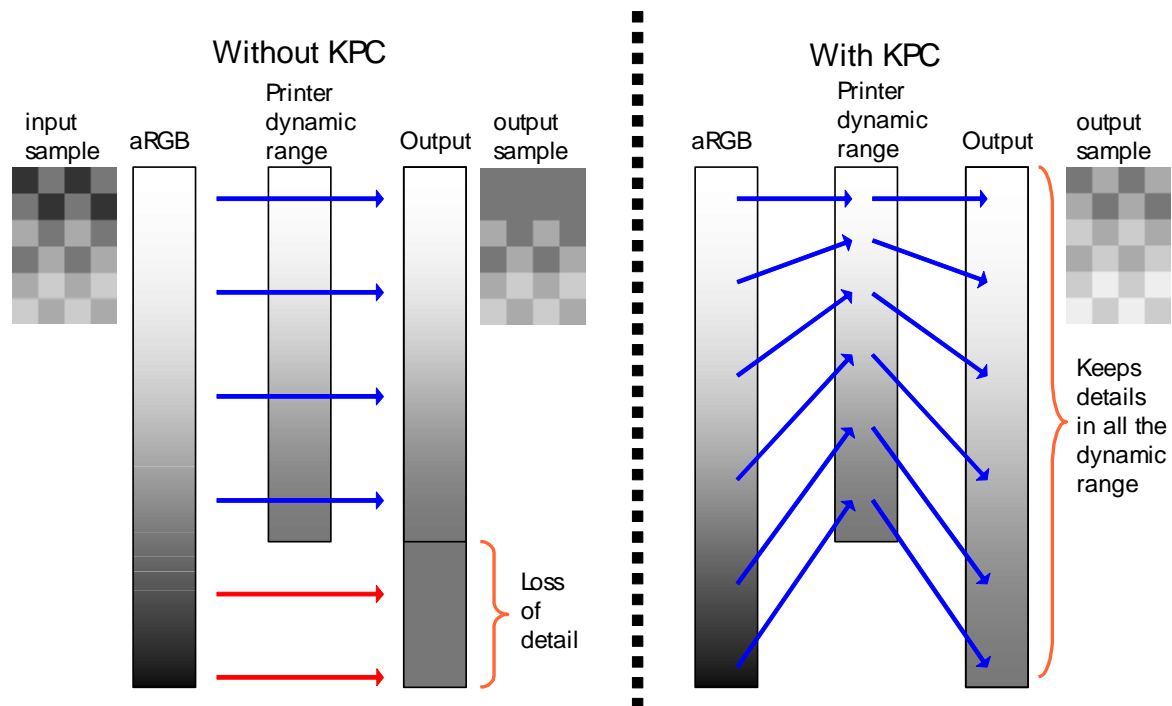 Without KPC
input
sample
aRGB
Printer
dynamic
range
Output
output
sample
Loss
of
detail
With KPC
aRGB
Printer
dynamic
range
Output
output
sample
Keeps
details
in all the
dynamic
range